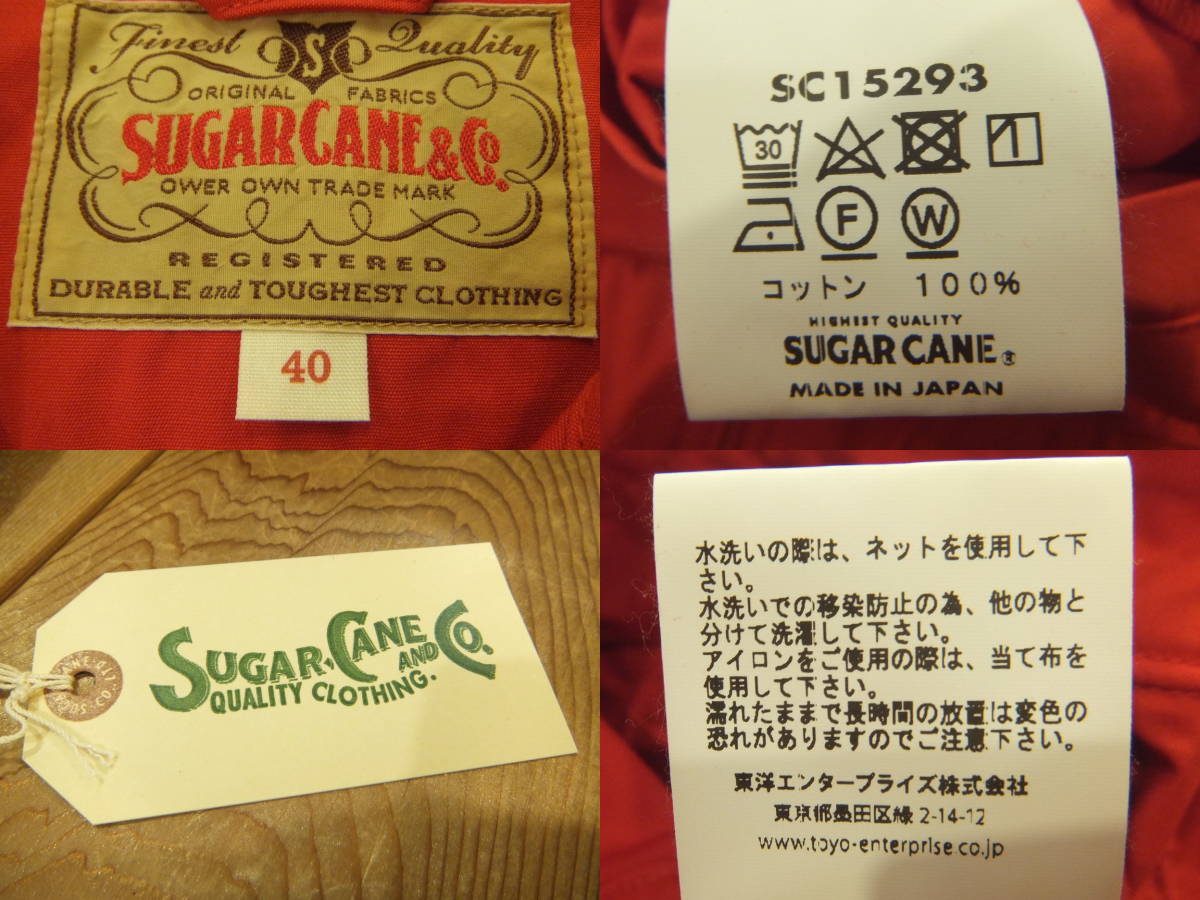 Finest Quality
S
ORIGINAL FABRICS
SUGARCANE&Co.
OWER OWN TRADE MARK
REGISTERED
DURABLE and TOUGHEST CLOTHING
40
SC15293
30
1
F W
コットン 100%
HIGHEST QUALITY
SUGAR CANE®
MADE IN JAPAN
SUGAR CANE AND CO.
QUALITY CLOTHING.
水洗いの際は、ネットを使用して下
さい。
水洗いでの移染防止の為、他の物と
分けて洗濯して下さい。
アイロンをご使用の際は、当て布を
使用して下さい。
濡れたままで長時間の放置は変色の
恐れがありますのでご注意下さい。
東洋エンタープライズ株式会社
東京都墨田区緑 2-14-12
www.toyo-enterprise.co.jp